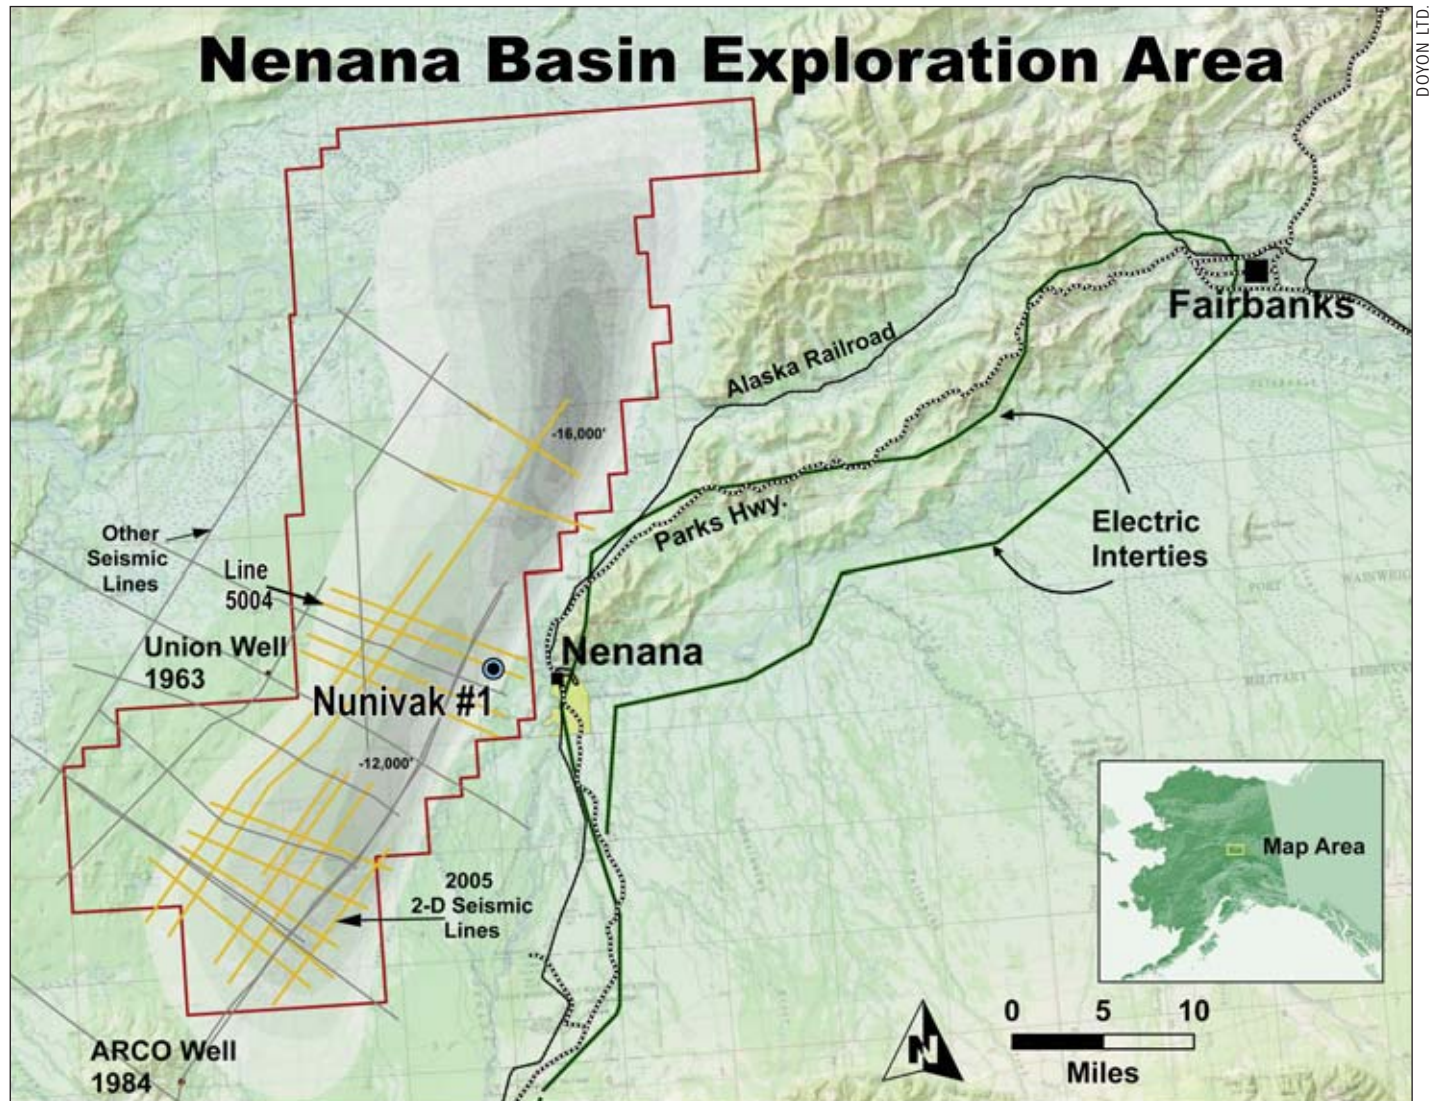 Nenana Basin Exploration Area
DOYON LTD.
Fairbanks
Alaska Railroad
-16,000'
Parks Hwy.
Electric
Interties
Other
Seismic
Lines
Line
5004
Union Well
1963
Nenana
Nunivak #1
-12,000'
2005
2-D Seismic
Lines
Map Area
ARCO Well
1984
N
0 5 10
Miles